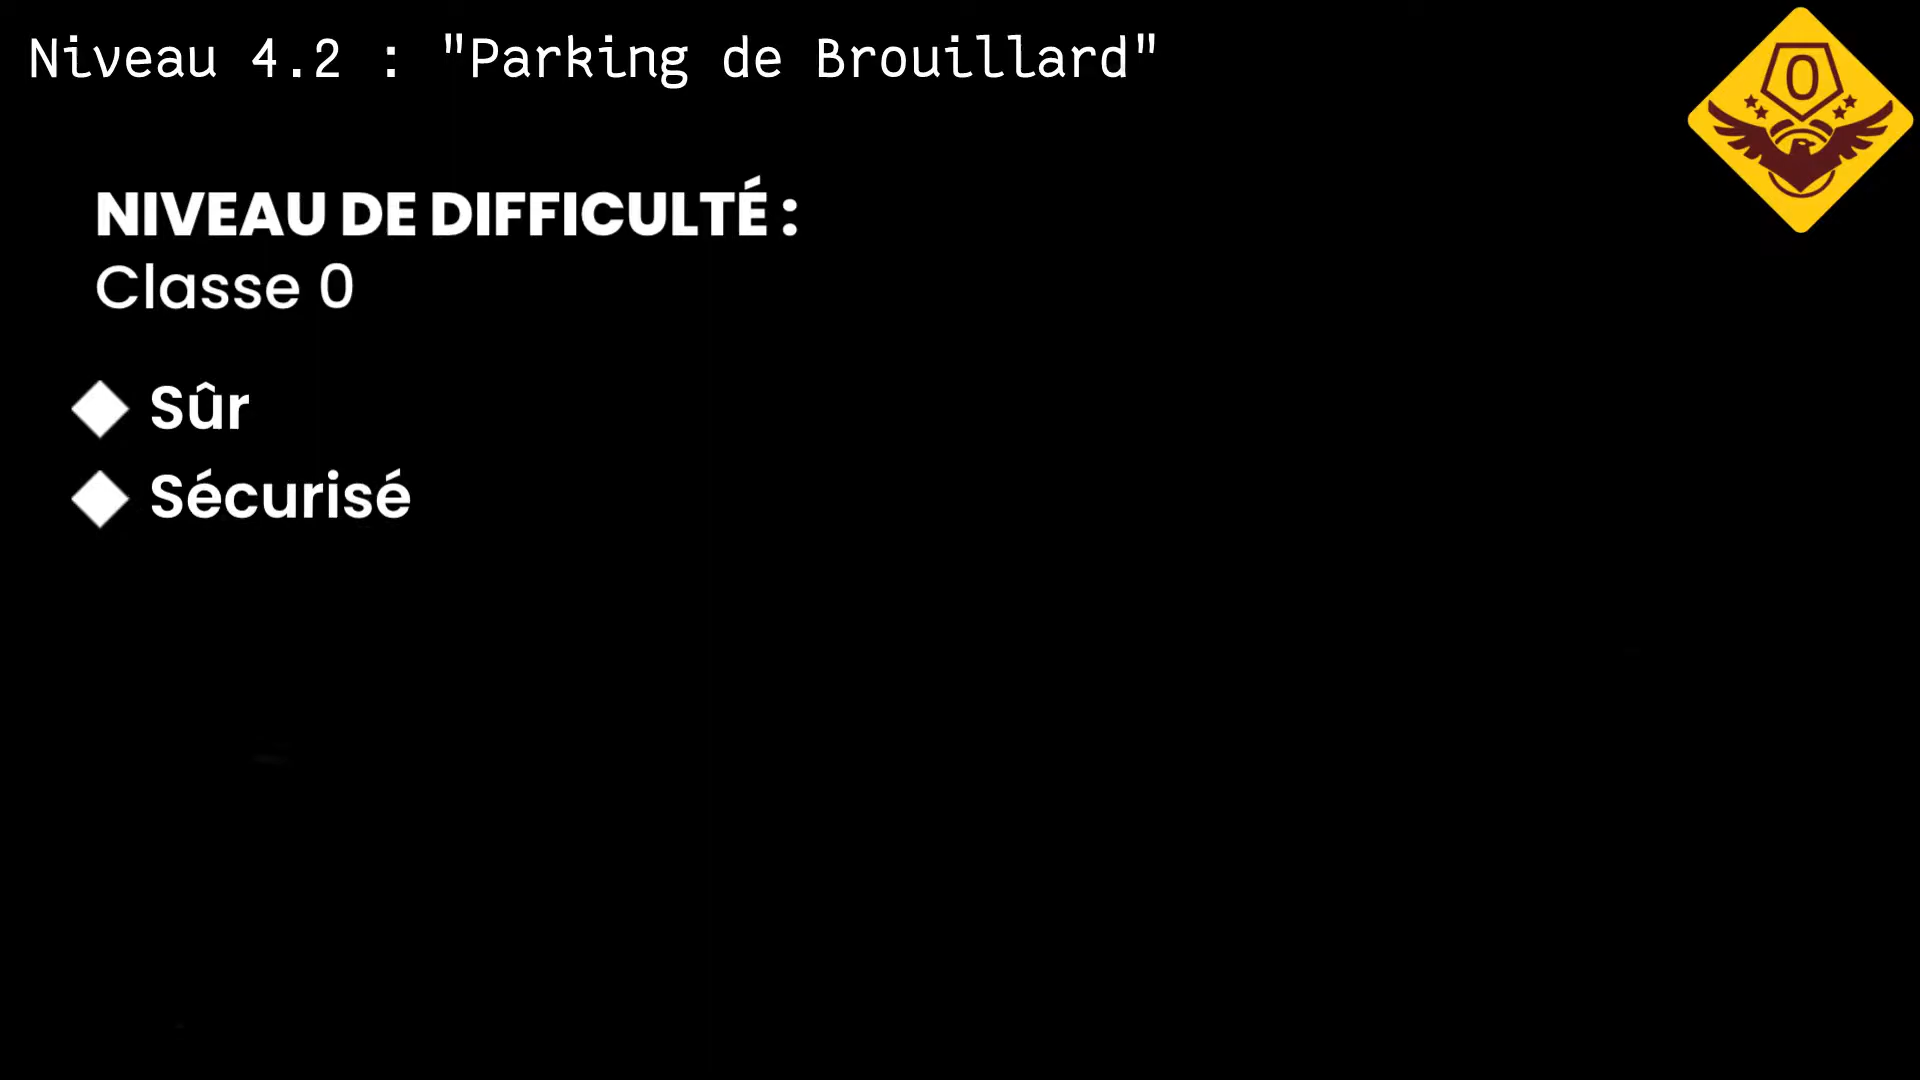 Niveau 4.2 : "Parking de Brouillard"
0
NIVEAU DE DIFFICULTÉ :
Classe 0
Sûr
Sécurisé